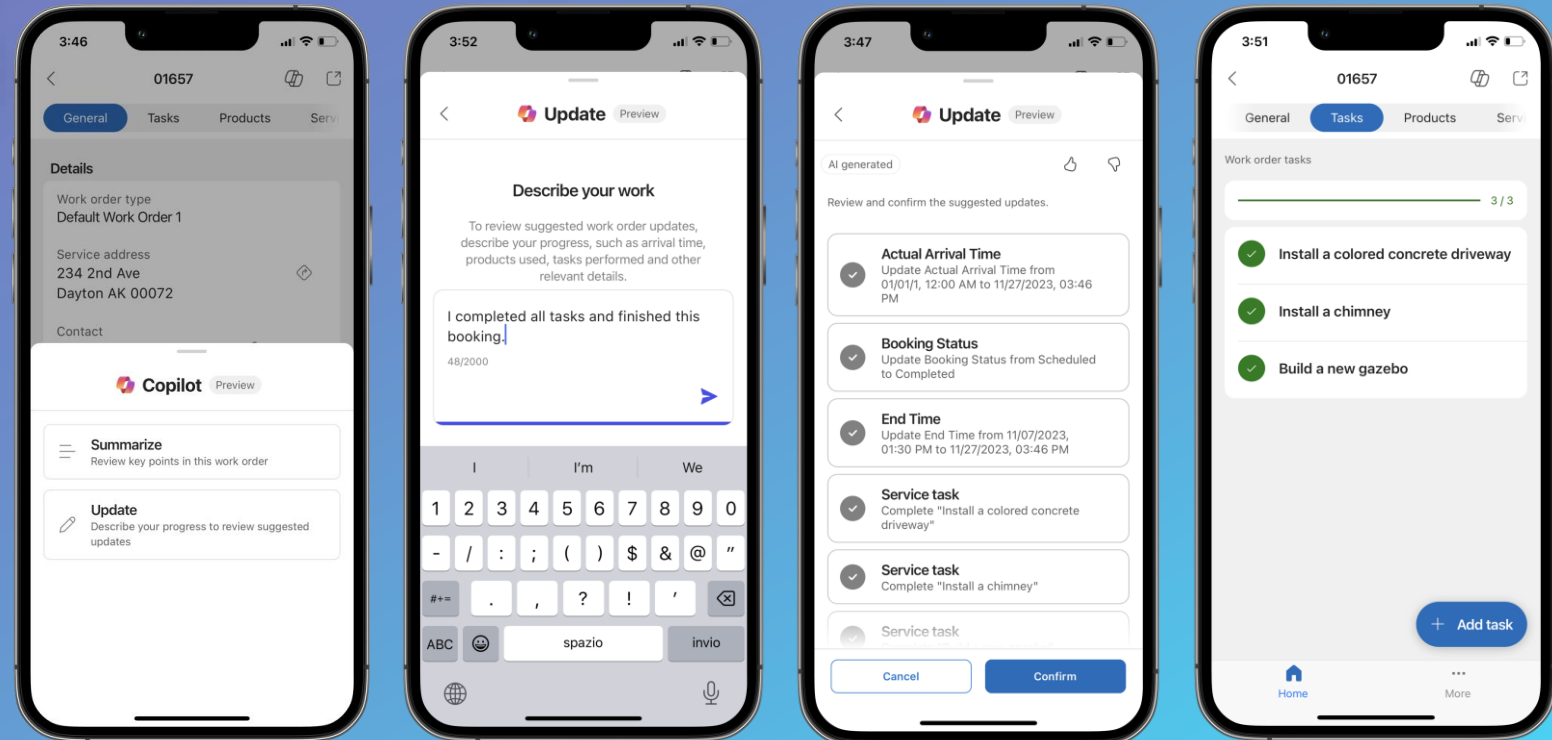 3:46
01657
General Tasks Products Serv
Details
Work order type
Default Work Order 1
Service address
234 2nd Ave
Dayton AK 00072
Contact
Copilot Preview
Summarize
Review key points in this work order
Update
Describe your progress to review suggested
updates
3:52
Update Preview
Describe your work
To review suggested work order updates,
describe your progress, such as arrival time,
products used, tasks performed and other
relevant details.
I completed all tasks and finished this
booking.
48/2000
I I'm We
1 2 3 4 5 6 7 8 9 0
- / : ; ( ) $ & @ "
#+= . , ? ! '
ABC spazio invio
3:47
Update Preview
AI generated
Review and confirm the suggested updates.
Actual Arrival Time
Update Actual Arrival Time from
01/01/1, 12:00 AM to 11/27/2023, 03:46
PM
Booking Status
Update Booking Status from Scheduled
to Completed
End Time
Update End Time from 11/07/2023,
01:30 PM to 11/27/2023, 03:46 PM
Service task
Complete "Install a colored concrete
driveway"
Service task
Complete "Install a chimney"
Service task
Cancel Confirm
3:51
01657
General Tasks Products Servi
Work order tasks
3 / 3
Install a colored concrete driveway
Install a chimney
Build a new gazebo
+ Add task
Home More